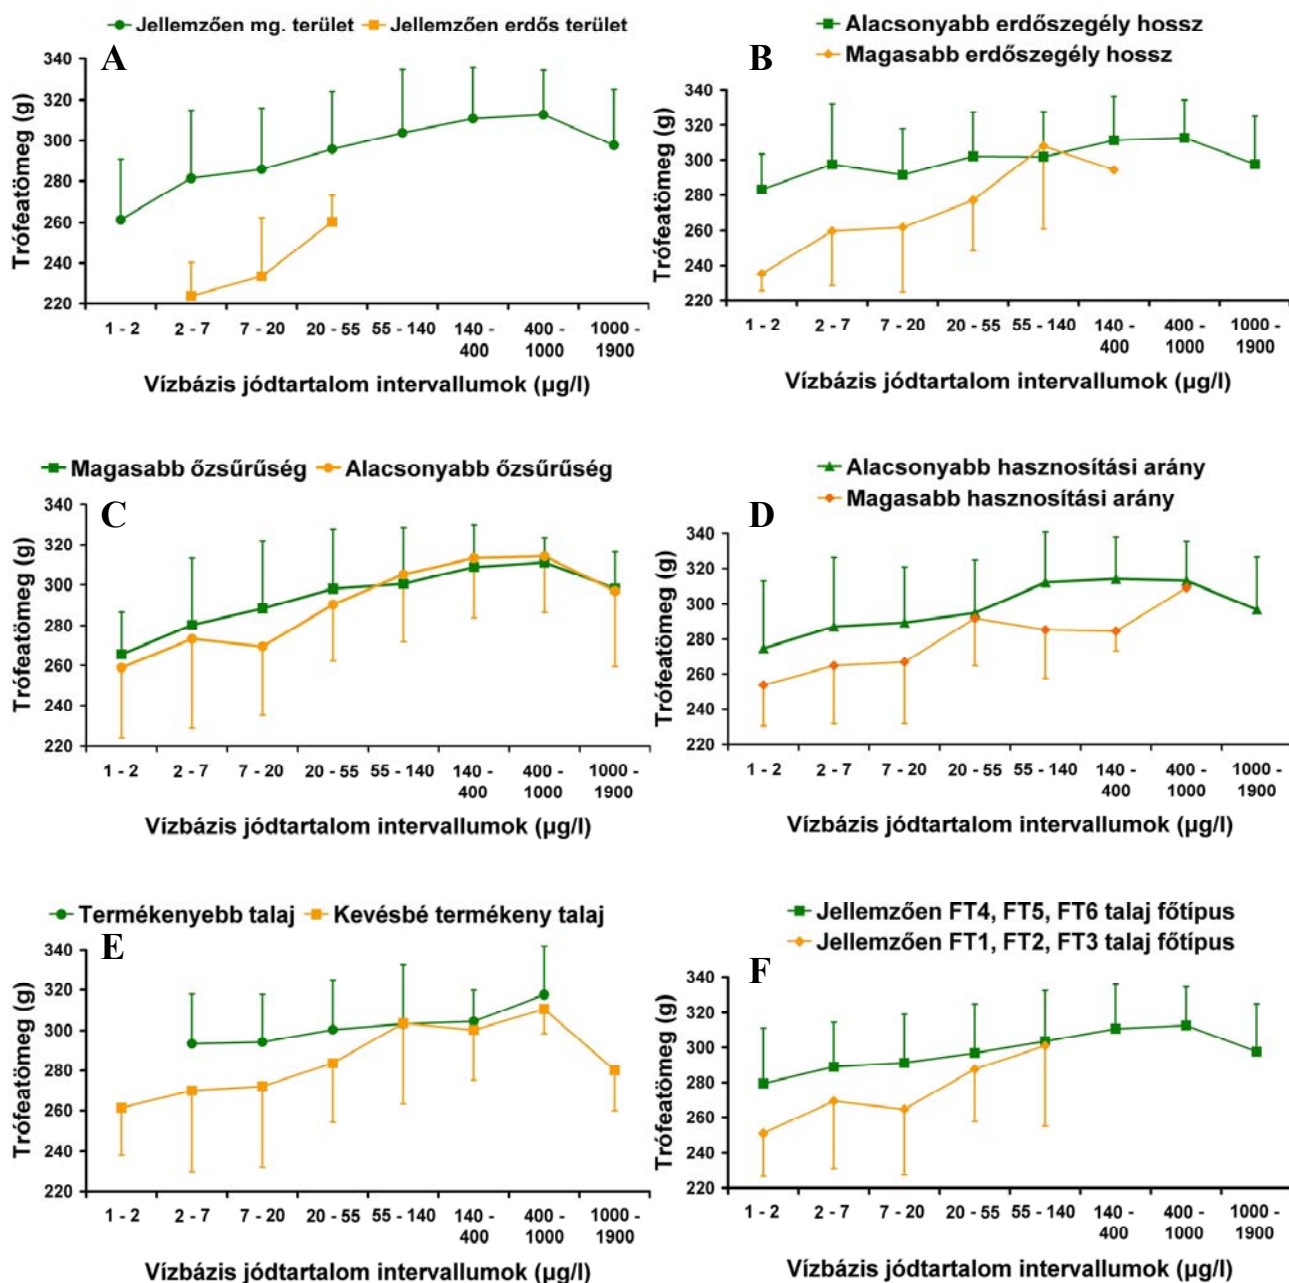 A
Jellemzően mg. terület Jellemzően erdős terület
Trófeatömeg (g)
340
320
300
280
260
240
220
1 - 2 2 - 7 7 - 20 20 - 55 55 - 140 140 - 400 - 1000 -
400 1000 1900
Vízbázis jódtartalom intervallumok (µg/l)
B
Alacsonyabb erdőszegély hossz
Magasabb erdőszegély hossz
Trófeatömeg (g)
340
320
300
280
260
240
220
1 - 2 2 - 7 7 - 20 20 - 55 55 - 140 140 - 400 - 1000 -
400 1000 1900
Vízbázis jódtartalom intervallumok (µg/l)
C
Magasabb őzsűrűség Alacsonyabb őzsűrűség
Trófeatömeg (g)
340
320
300
280
260
240
220
1 - 2 2 - 7 7 - 20 20 - 55 55 - 140 140 - 400 - 1000 -
400 1000 1900
Vízbázis jódtartalom intervallumok (µg/l)
D
Alacsonyabb hasznosítási arány
Magasabb hasznosítási arány
Trófeatömeg (g)
340
320
300
280
260
240
220
1 - 2 2 - 7 7 - 20 20 - 55 55 - 140 140 - 400 - 1000 -
400 1000 1900
Vízbázis jódtartalom intervallumok (µg/l)
E
Termékenyebb talaj Kevésbé termékeny talaj
Trófeatömeg (g)
340
320
300
280
260
240
220
1 - 2 2 - 7 7 - 20 20 - 55 55 - 140 140 - 400 - 1000 -
400 1000 1900
Vízbázis jódtartalom intervallumok (µg/l)
F
Jellemzően FT4, FT5, FT6 talaj főtípus
Jellemzően FT1, FT2, FT3 talaj főtípus
Trófeatömeg (g)
340
320
300
280
260
240
220
1 - 2 2 - 7 7 - 20 20 - 55 55 - 140 140 - 400 - 1000 -
400 1000 1900
Vízbázis jódtartalom intervallumok (µg/l)